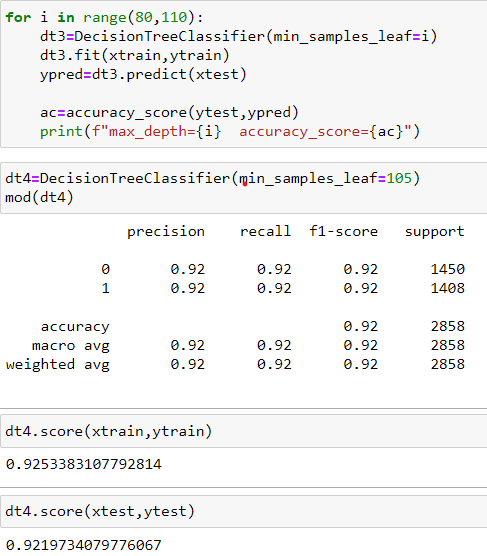 for i in range(80,110):
    dt3=DecisionTreeClassifier(min_samples_leaf=i)
    dt3.fit(xtrain,ytrain)
    ypred=dt3.predict(xtest)
    ac=accuracy_score(ytest,ypred)
    print(f"max_depth={i}  accuracy_score={ac}")
dt4=DecisionTreeClassifier(min_samples_leaf=105)
mod(dt4)
              precision    recall  f1-score   support
           0       0.92      0.92      0.92      1450
           1       0.92      0.92      0.92      1408
    accuracy                           0.92      2858
   macro avg       0.92      0.92      0.92      2858
weighted avg       0.92      0.92      0.92      2858
dt4.score(xtrain,ytrain)
0.9253383107792814
dt4.score(xtest,ytest)
0.9219734079776067